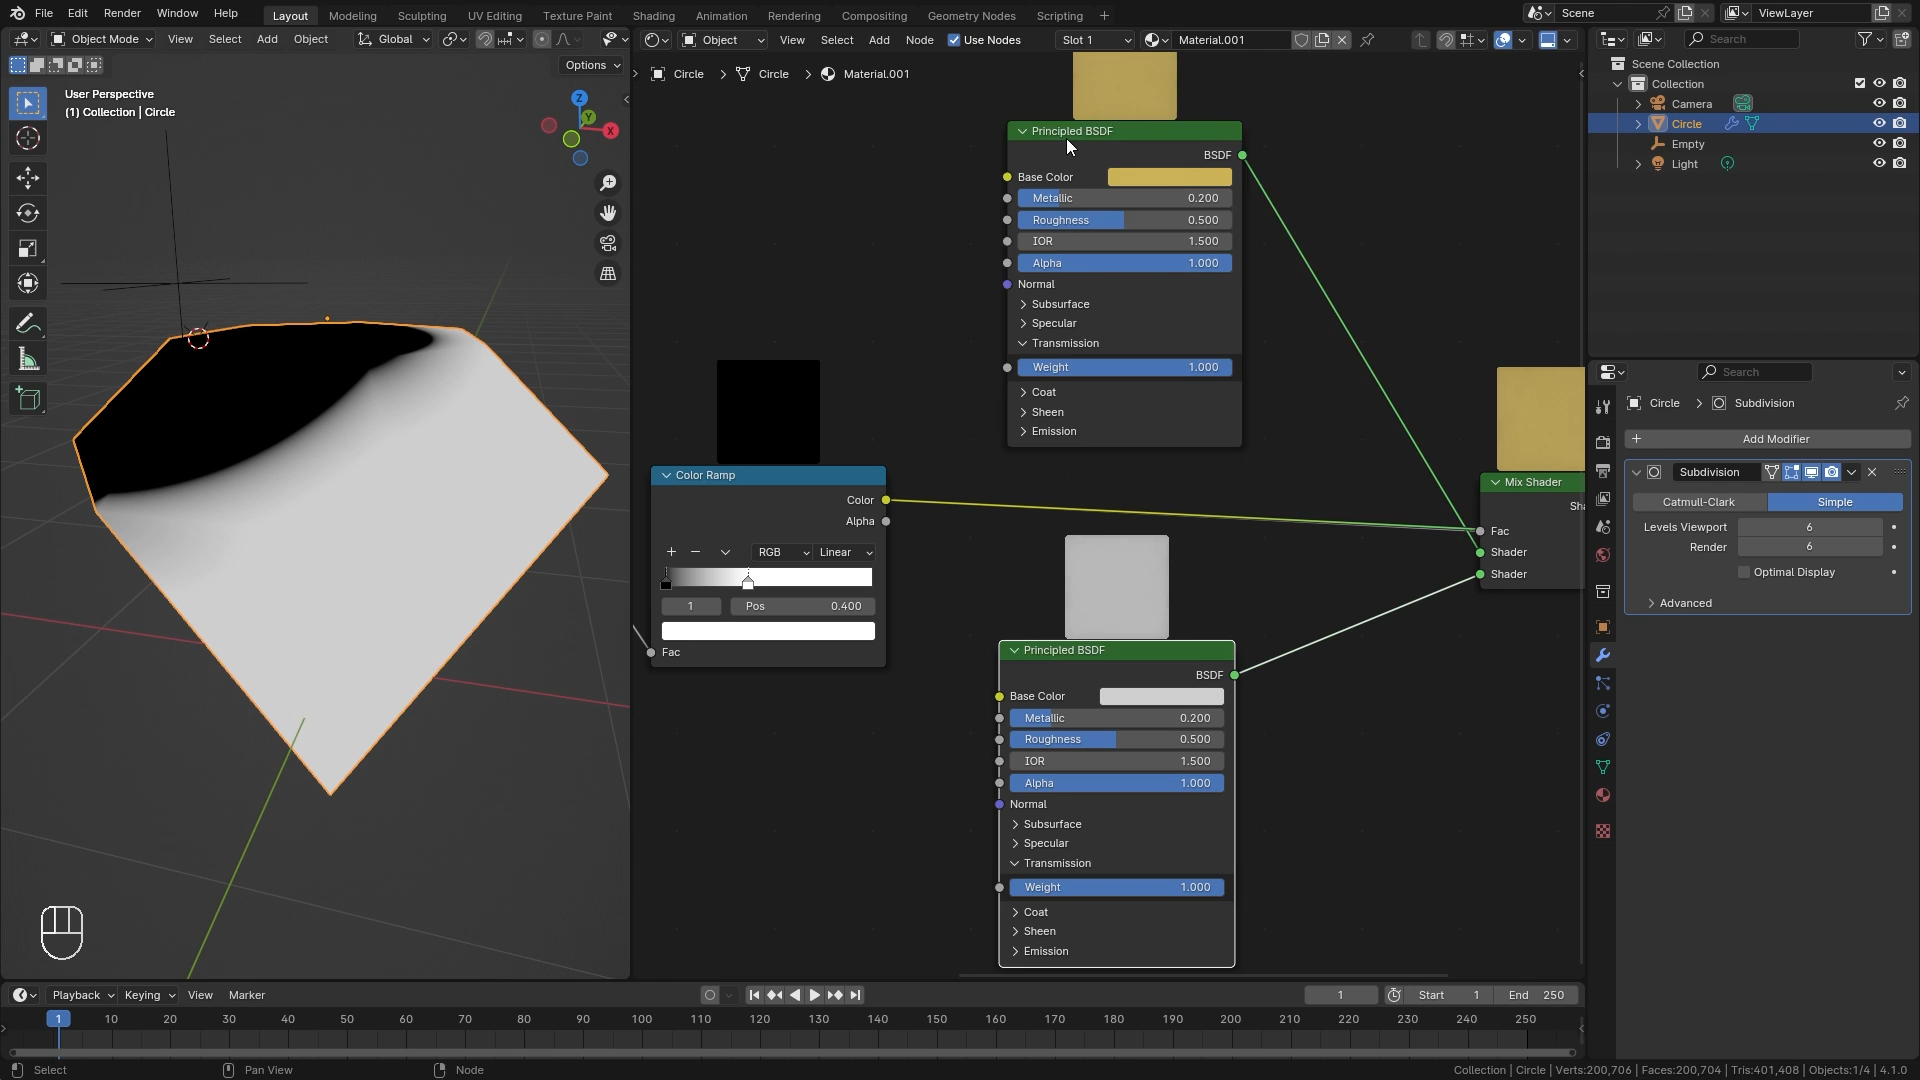 File Edit Render Window Help Layout Modeling Sculpting UV Editing Texture Paint Shading Animation Rendering Compositing Geometry Nodes Scripting + Scene ViewLayer
Object Mode View Select Add Object Global Object View Select Add Node Use Nodes Slot 1 Material.001 Search
Options
Circle > Circle > Material.001
User Perspective
(1) Collection | Circle
Z
Y
X
Scene Collection
Collection
Camera
Circle
Empty
Light
Principled BSDF
BSDF
Base Color
Metallic 0.200
Roughness 0.500
IOR 1.500
Alpha 1.000
Normal
Subsurface
Specular
Transmission
Weight 1.000
Coat
Sheen
Emission
Color Ramp
Color
Alpha
RGB Linear
1 Pos 0.400
Fac
Mix Shader
Sha
Fac
Shader
Shader
Principled BSDF
BSDF
Base Color
Metallic 0.200
Roughness 0.500
IOR 1.500
Alpha 1.000
Normal
Subsurface
Specular
Transmission
Weight 1.000
Coat
Sheen
Emission
Search
Circle > Subdivision
+ Add Modifier
Subdivision
Catmull-Clark Simple
Levels Viewport 6
Render 6
Optimal Display
Advanced
Playback Keying View Marker 1 Start 1 End 250
1 10 20 30 40 50 60 70 80 90 100 110 120 130 140 150 160 170 180 190 200 210 220 230 240 250
Select Pan View Node Collection | Circle | Verts:200,706 | Faces:200,704 | Tris:401,408 | Objects:1/4 | 4.1.0